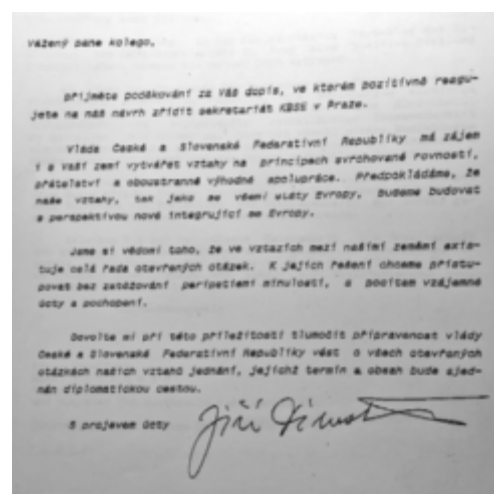 Vážený pane kolego,
přijměte poděkování za Váš dopis, ve kterém pozitivně reagu-
jete na náš návrh zřídit sekretariát KBSE v Praze.
Vláda České a Slovenské Federativní Republiky má zájem
i s Vaší zemí vytvářet vztahy na principech svrchované rovnosti,
přátelství a oboustranně výhodné spolupráce. Předpokládáme, že
naše vztahy, tak jako se všemi státy Evropy, budeme budovat
s perspektivou nově integrující se Evropy.
Jsme si vědomi toho, že ve vztazích mezi našimi zeměmi exis-
tuje celá řada otevřených otázek. K jejich řešení chceme přistu-
povat bez zatěžování peripetiemi minulosti, s pocitem vzájemné
úcty a pochopení.
Dovolte mi při této příležitosti tlumočit připravenost vlády
České a Slovenské Federativní Republiky vést o všech otevřených
otázkách našich vztahů jednání, jejichž termín a obsah bude sjed-
nán diplomatickou cestou.
S projevem úcty
Jiří